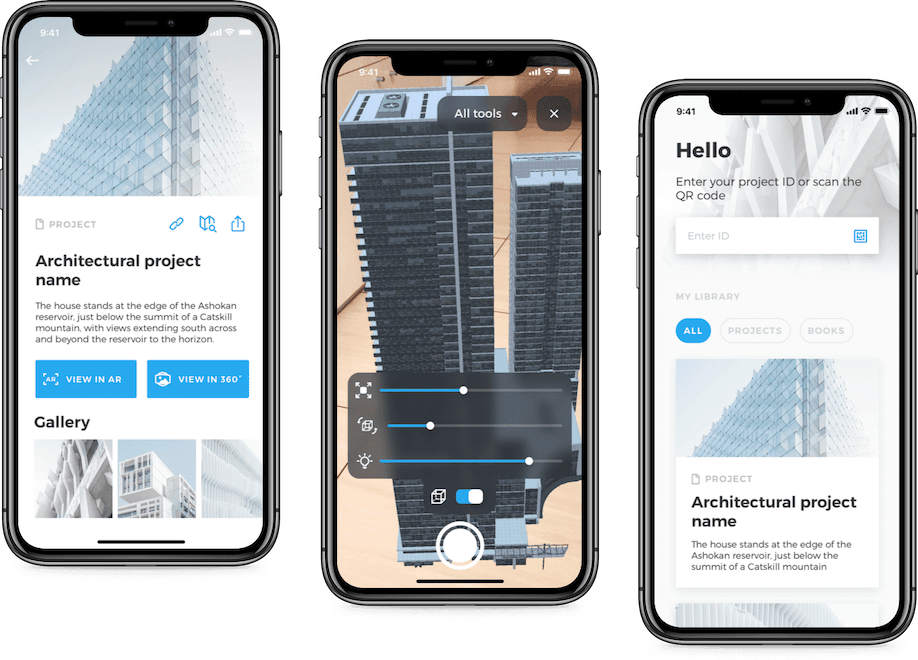 9:41
PROJECT
Architectural project
name
The house stands at the edge of the Ashokan
reservoir, just below the summit of a Catskill
mountain, with views extending south across
and beyond the reservoir to the horizon.
AR VIEW IN AR
VIEW IN 360°
Gallery
9:41
All tools
9:41
Hello
Enter your project ID or scan the
QR code
Enter ID
MY LIBRARY
ALL PROJECTS BOOKS
PROJECT
Architectural project
name
The house stands at the edge of the
Ashokan reservoir, just below the
summit of a Catskill mountain